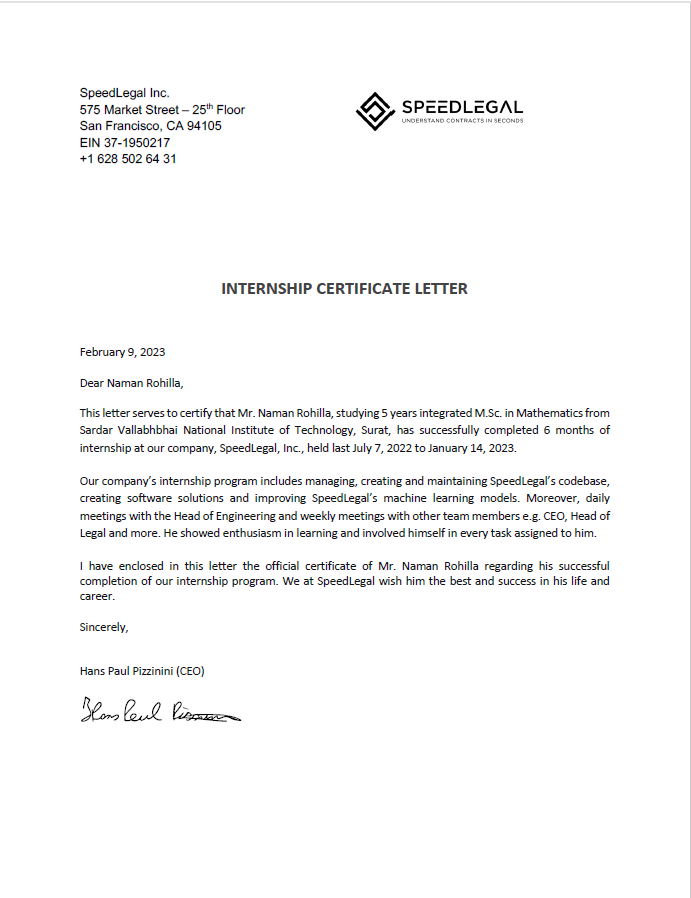 SpeedLegal Inc.
575 Market Street – 25th Floor
San Francisco, CA 94105
EIN 37-1950217
+1 628 502 64 31
SPEEDLEGAL
UNDERSTAND CONTRACTS IN SECONDS
INTERNSHIP CERTIFICATE LETTER
February 9, 2023
Dear Naman Rohilla,
This letter serves to certify that Mr. Naman Rohilla, studying 5 years integrated M.Sc. in Mathematics from
Sardar Vallabhbhai National Institute of Technology, Surat, has successfully completed 6 months of
internship at our company, SpeedLegal, Inc., held last July 7, 2022 to January 14, 2023.
Our company's internship program includes managing, creating and maintaining SpeedLegal's codebase,
creating software solutions and improving SpeedLegal's machine learning models. Moreover, daily
meetings with the Head of Engineering and weekly meetings with other team members e.g. CEO, Head of
Legal and more. He showed enthusiasm in learning and involved himself in every task assigned to him.
I have enclosed in this letter the official certificate of Mr. Naman Rohilla regarding his successful
completion of our internship program. We at SpeedLegal wish him the best and success in his life and
career.
Sincerely,
Hans Paul Pizzinini (CEO)
Hans Paul